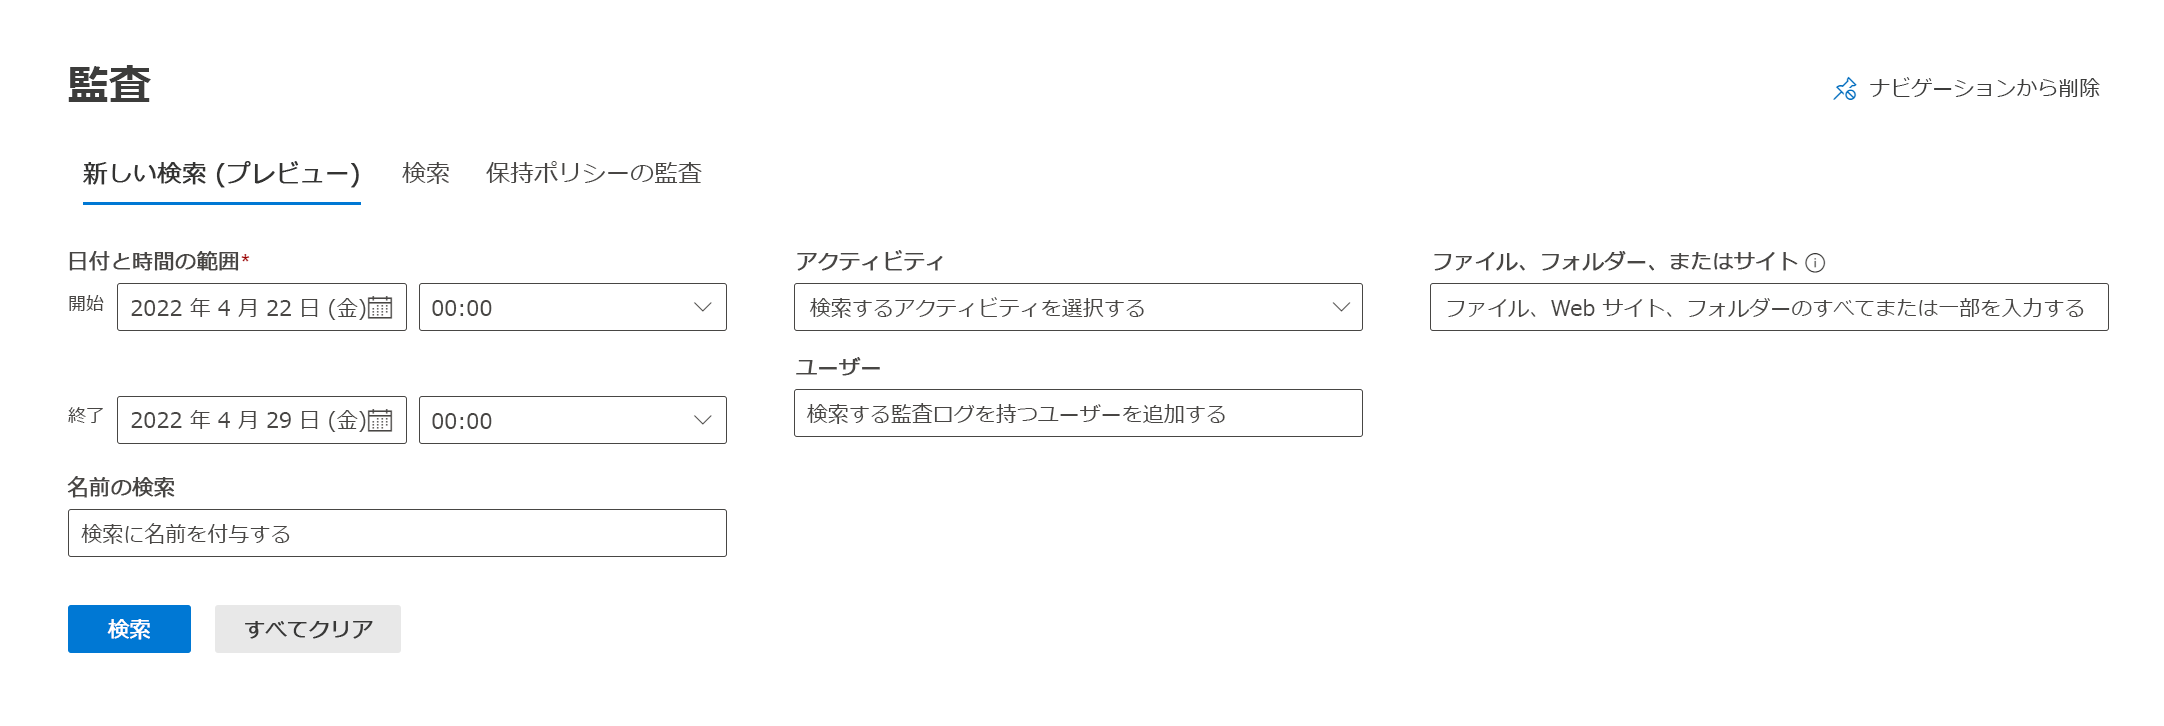 監査
ナビゲーションから削除
新しい検索 (プレビュー) 検索 保持ポリシーの監査
日付と時間の範囲*
開始 2022 年 4 月 22 日 (金) 00:00
終了 2022 年 4 月 29 日 (金) 00:00
名前の検索
検索に名前を付与する
アクティビティ
検索するアクティビティを選択する
ユーザー
検索する監査ログを持つユーザーを追加する
ファイル、フォルダー、またはサイト
ファイル、Web サイト、フォルダーのすべてまたは一部を入力する
検索 すべてクリア